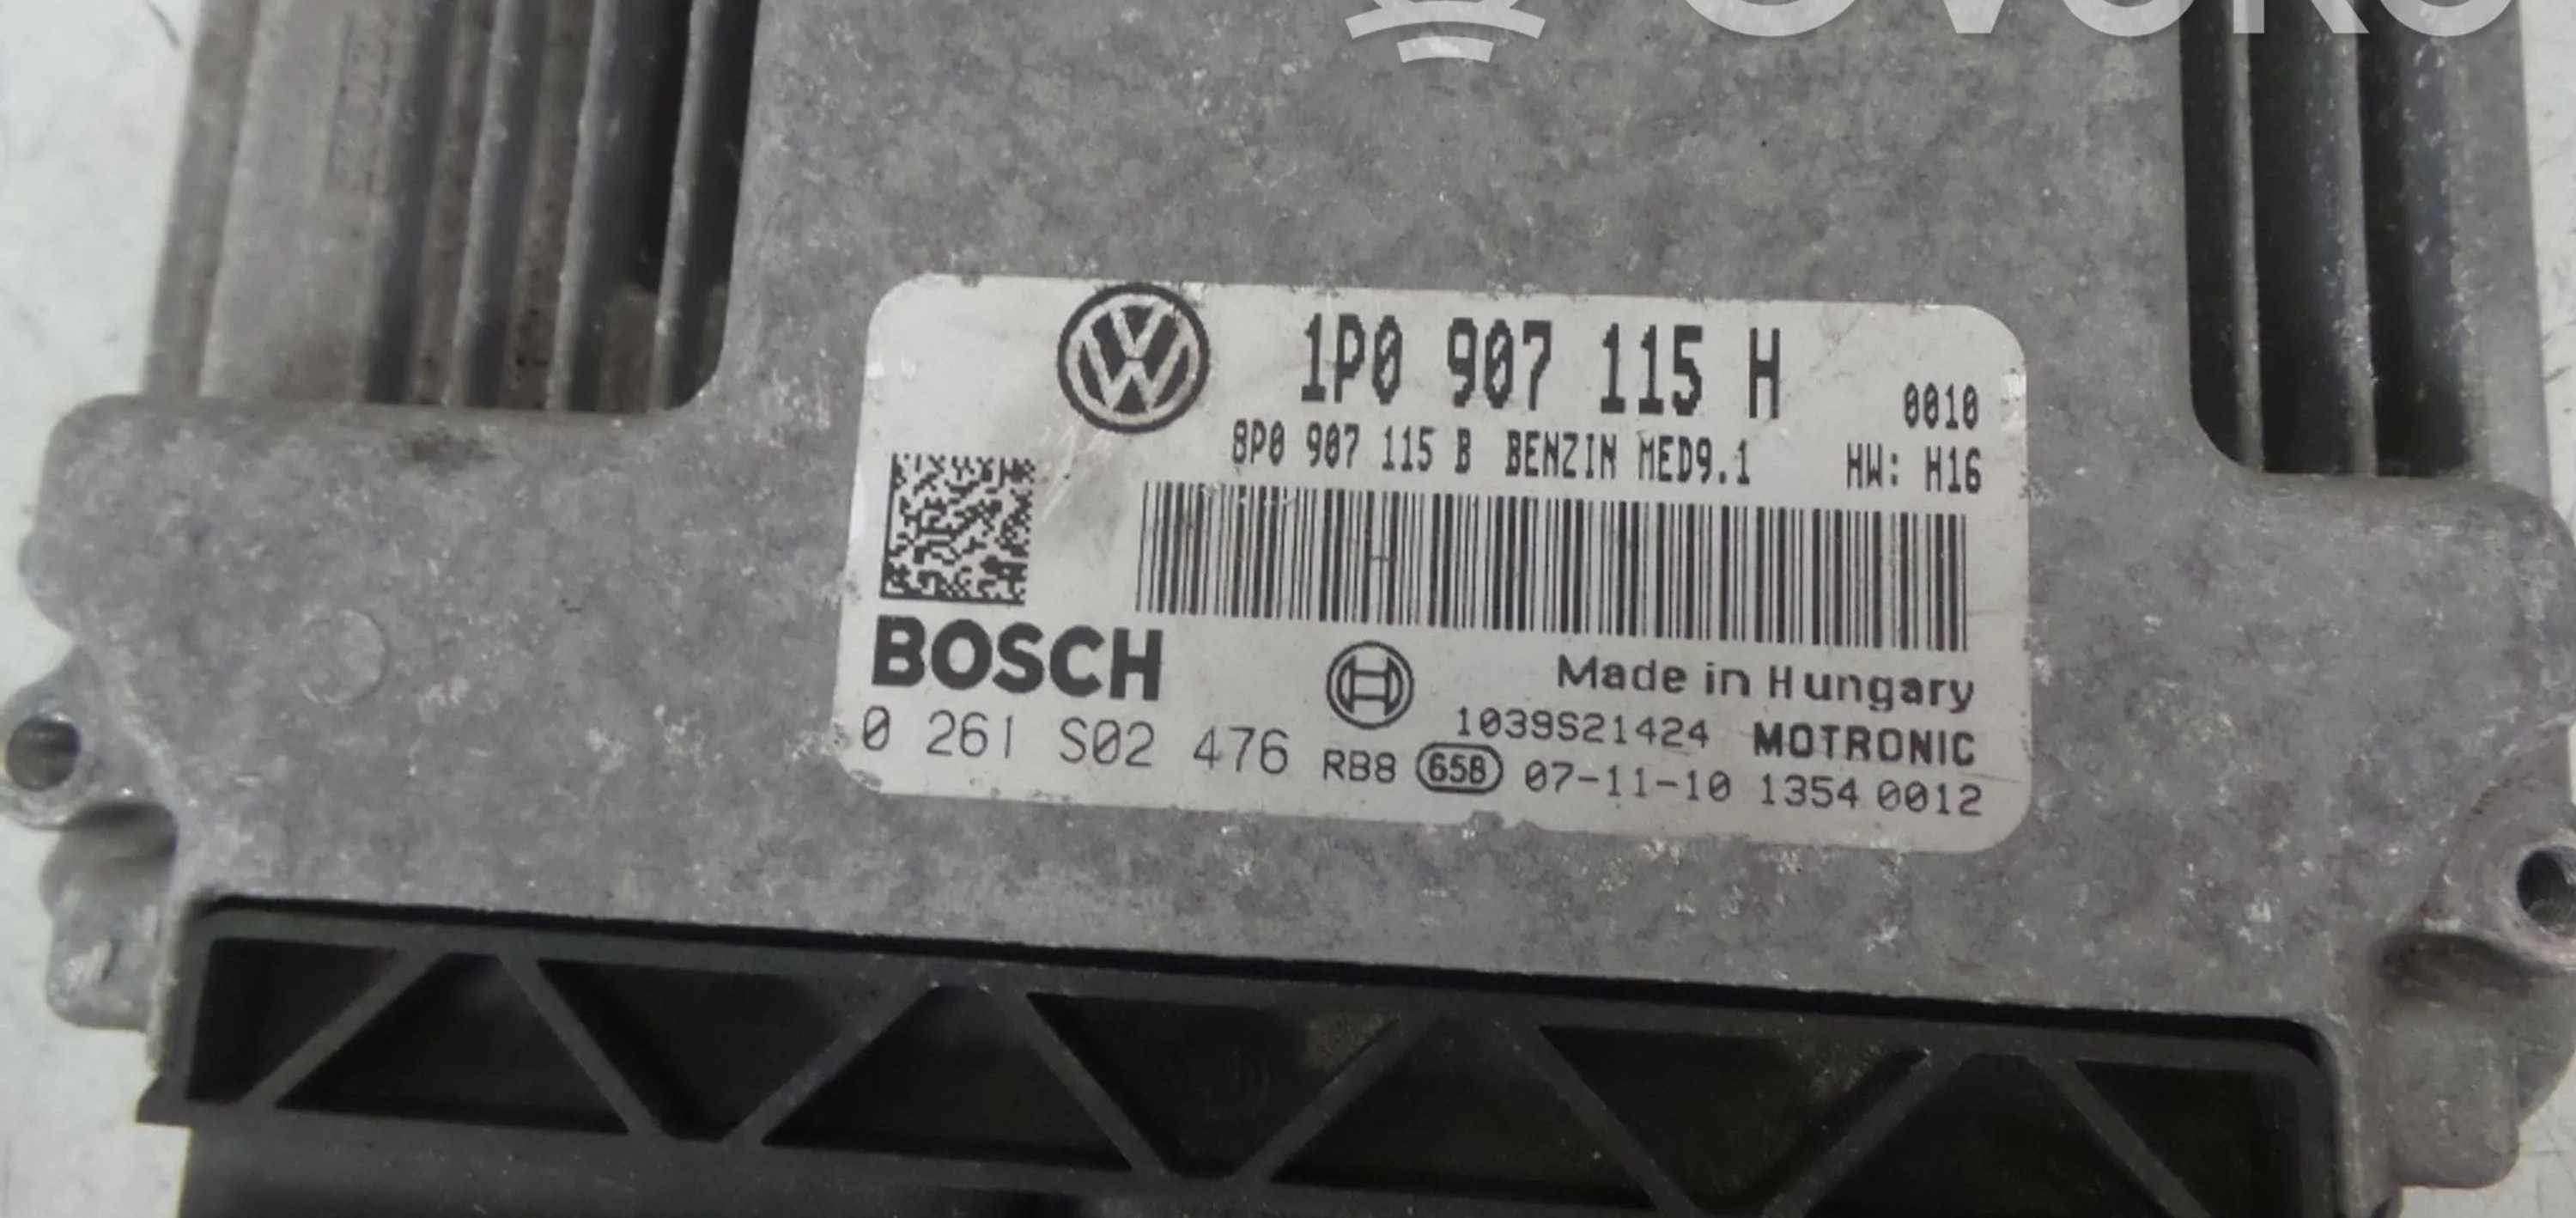 1P0 907 115 H
0010
8P0 907 115 B BENZIN MED9.1
HW: H16
BOSCH
Made in Hungary
1039S21424 MOTRONIC
0 261 S02 476
RB8 658 07-11-10 1354 0012